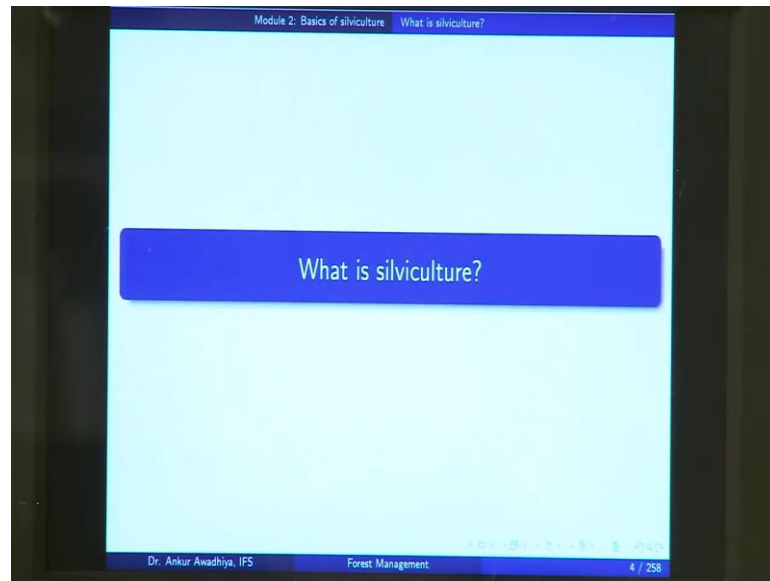 Module 2: Basics of silviculture What is silviculture?
What is silviculture?
Dr. Ankur Awadhiya, IFS Forest Management 4 / 258